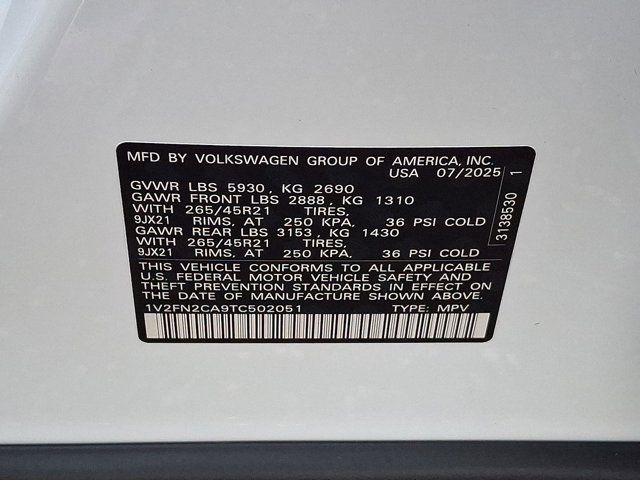 MFD BY VOLKSWAGEN GROUP OF AMERICA, INC.
USA 07/2025
GVWR LBS 5930, KG 2690
GAWR FRONT LBS 2888, KG 1310
WITH 265/45R21 TIRES,
9JX21 RIMS, AT 250 KPA, 36 PSI COLD
GAWR REAR LBS 3153, KG 1430
WITH 265/45R21 TIRES,
9JX21 RIMS, AT 250 KPA, 36 PSI COLD
THIS VEHICLE CONFORMS TO ALL APPLICABLE
U.S. FEDERAL MOTOR VEHICLE SAFETY AND
THEFT PREVENTION STANDARDS IN EFFECT ON
THE DATE OF MANUFACTURE SHOWN ABOVE.
1V2FN2CA9TC502051 TYPE: MPV
3138530 1